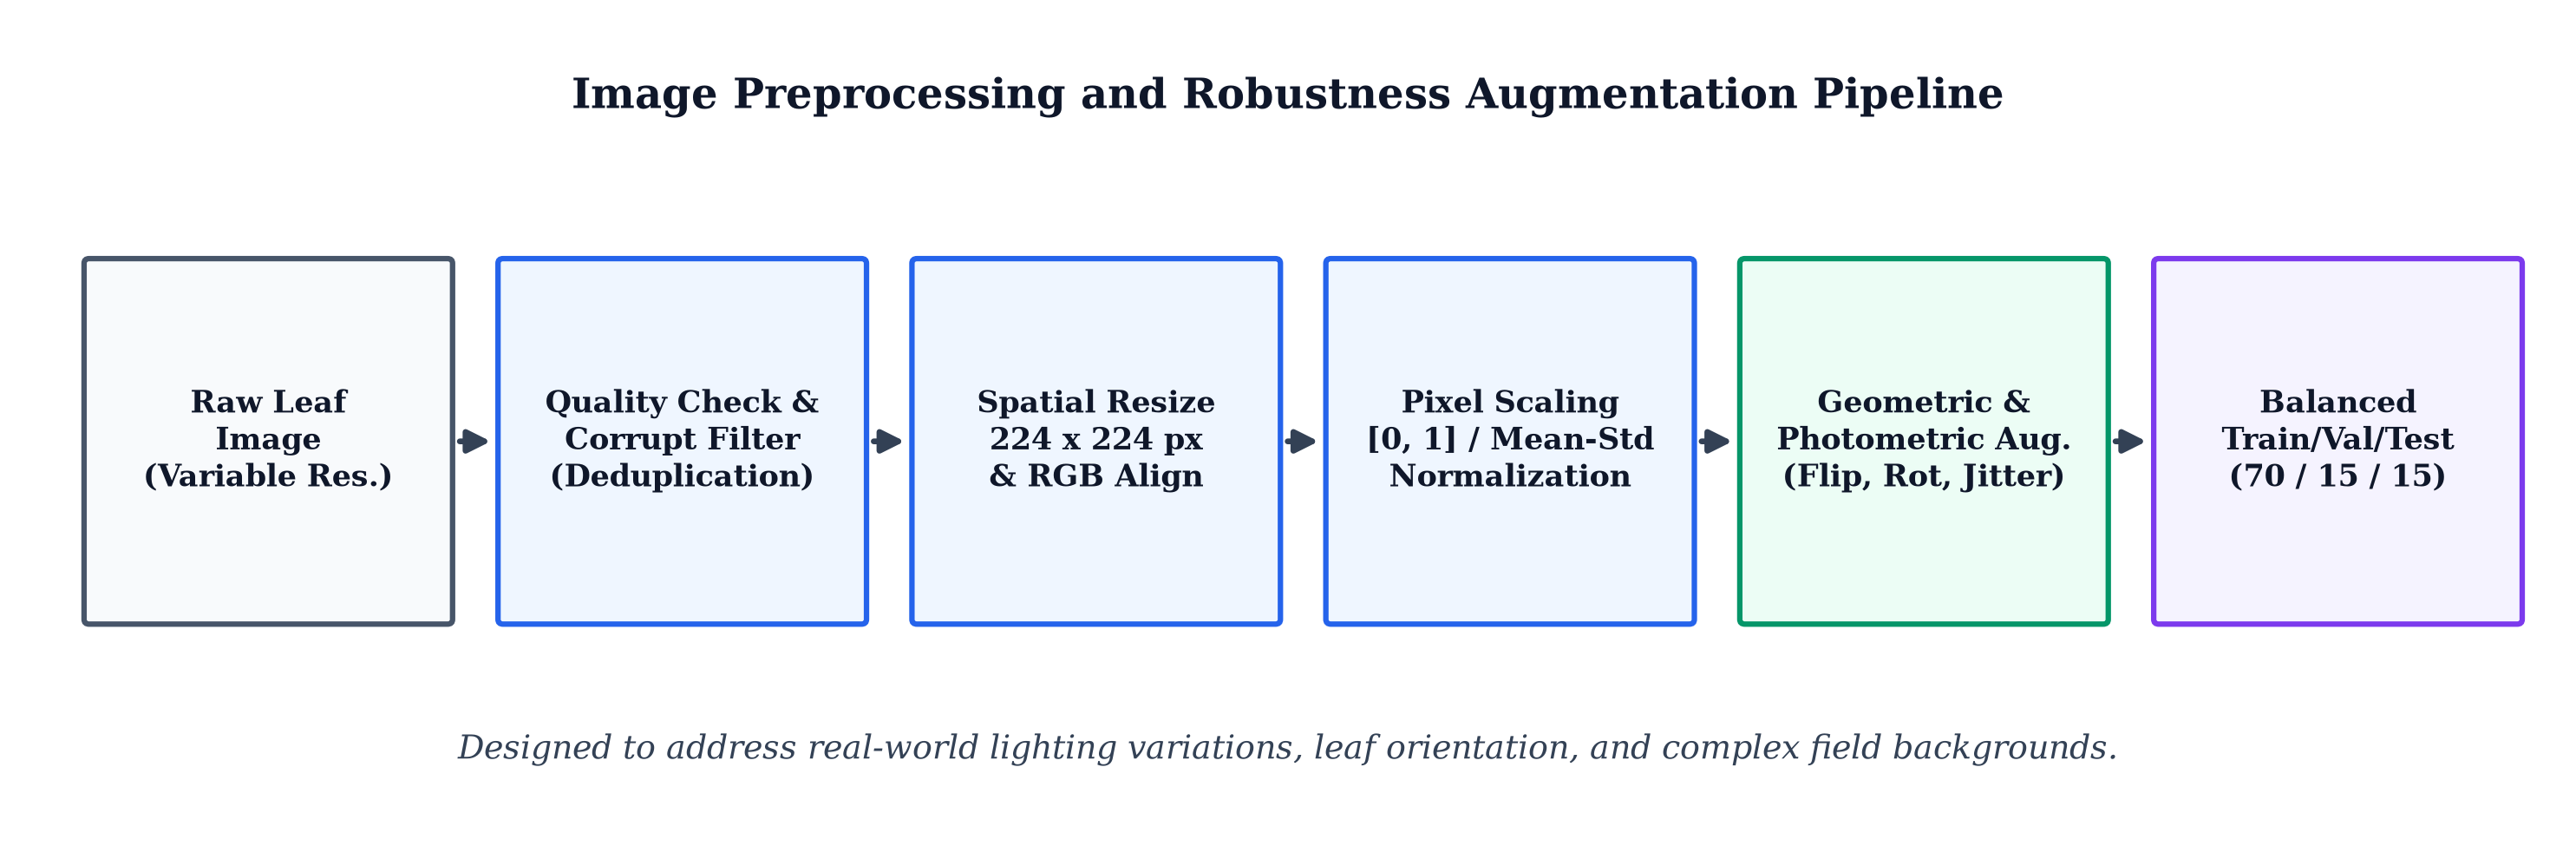 Image Preprocessing and Robustness Augmentation Pipeline
Raw Leaf
Image
(Variable Res.)
Quality Check &
Corrupt Filter
(Deduplication)
Spatial Resize
224 x 224 px
& RGB Align
Pixel Scaling
[0, 1] / Mean-Std
Normalization
Geometric &
Photometric Aug.
(Flip, Rot, Jitter)
Balanced
Train/Val/Test
(70 / 15 / 15)
Designed to address real-world lighting variations, leaf orientation, and complex field backgrounds.